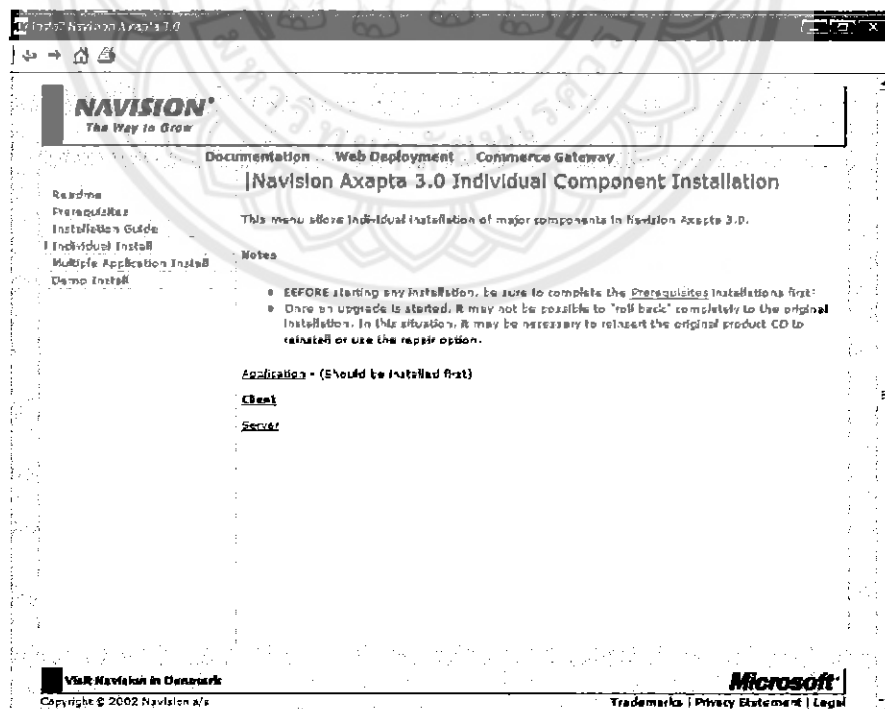 Install Navision Axapta 3.0
NAVISION®
The Way to Grow
Documentation Web Deployment Commerce Gateway
Readme
Prerequisites
Installation Guide
Individual Install
Multiple Application Install
Demo Install
Navision Axapta 3.0 Individual Component Installation
This menu allows individual installation of major components in Navision Axapta 3.0.
Notes
BEFORE starting any installation, be sure to complete the Prerequisites installations first!
Once an upgrade is started, it may not be possible to "roll back" completely to the original
installation. In this situation, it may be necessary to reinsert the original product CD to
reinstall or use the repair option.
Application - (Should be installed first)
Client
Server
Visit Navision in Denmark
Microsoft
Copyright © 2002 Navision a/s
Trademarks | Privacy Statement | Legal